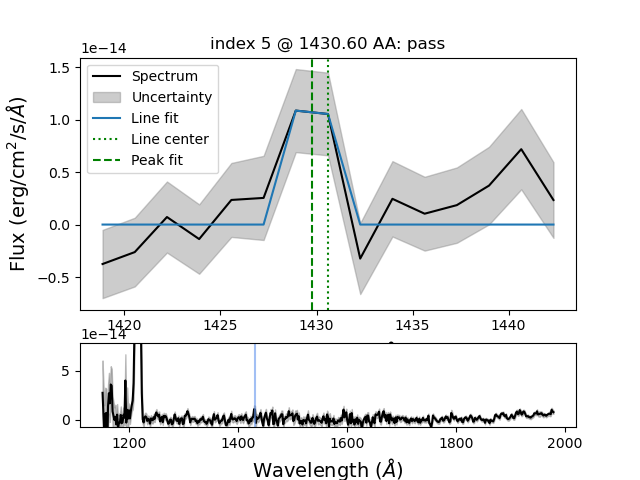 index 5 @ 1430.60 AA: pass
1e−14
Spectrum
Uncertainty
Line fit
Line center
Peak fit
Flux (erg/cm²/s/Å)
1.5
1.0
0.5
0.0
−0.5
1420 1425 1430 1435 1440
1e−14
5
0
1200 1400 1600 1800 2000
Wavelength (Å)